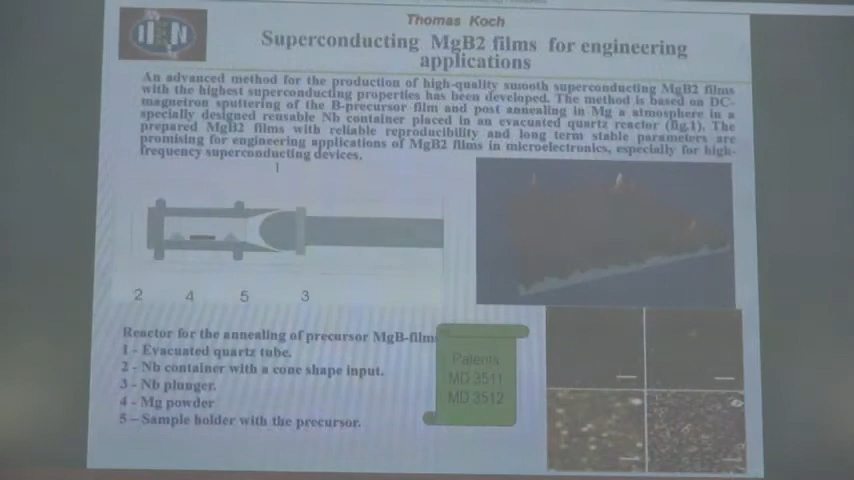 IIEN
Thomas Koch
Superconducting MgB2 films for engineering
applications
An advanced method for the production of high-quality smooth superconducting MgB2 films
with the highest superconducting properties has been developed. The method is based on DC-
magnetron sputtering of the B-precursor film and post annealing in Mg a atmosphere in a
specially designed reusable Nb container placed in an evacuated quartz reactor (fig.1). The
prepared MgB2 films with reliable reproducibility and long term stable parameters are
promising for engineering applications of MgB2 films in microelectronics, especially for high-
frequency superconducting devices.
1
2 4 5 3
Reactor for the annealing of precursor MgB-film
1 - Evacuated quartz tube.
2 - Nb container with a cone shape input.
3 - Nb plunger.
4 - Mg powder
5 – Sample holder with the precursor.
Patents
MD 3511
MD 3512